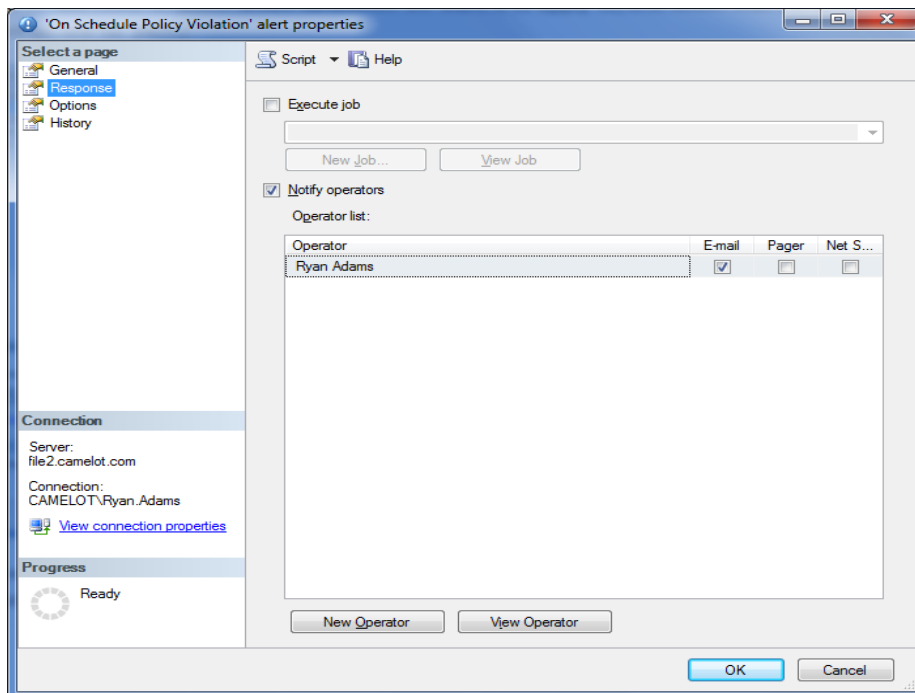 'On Schedule Policy Violation' alert properties
Select a page
General
Response
Options
History
Script
Help
Execute job
New Job...
View Job
Notify operators
Operator list:
Operator E-mail Pager Net S...
Ryan Adams
Connection
Server:
file2.camelot.com
Connection:
CAMELOT\Ryan.Adams
View connection properties
Progress
Ready
New Operator
View Operator
OK
Cancel